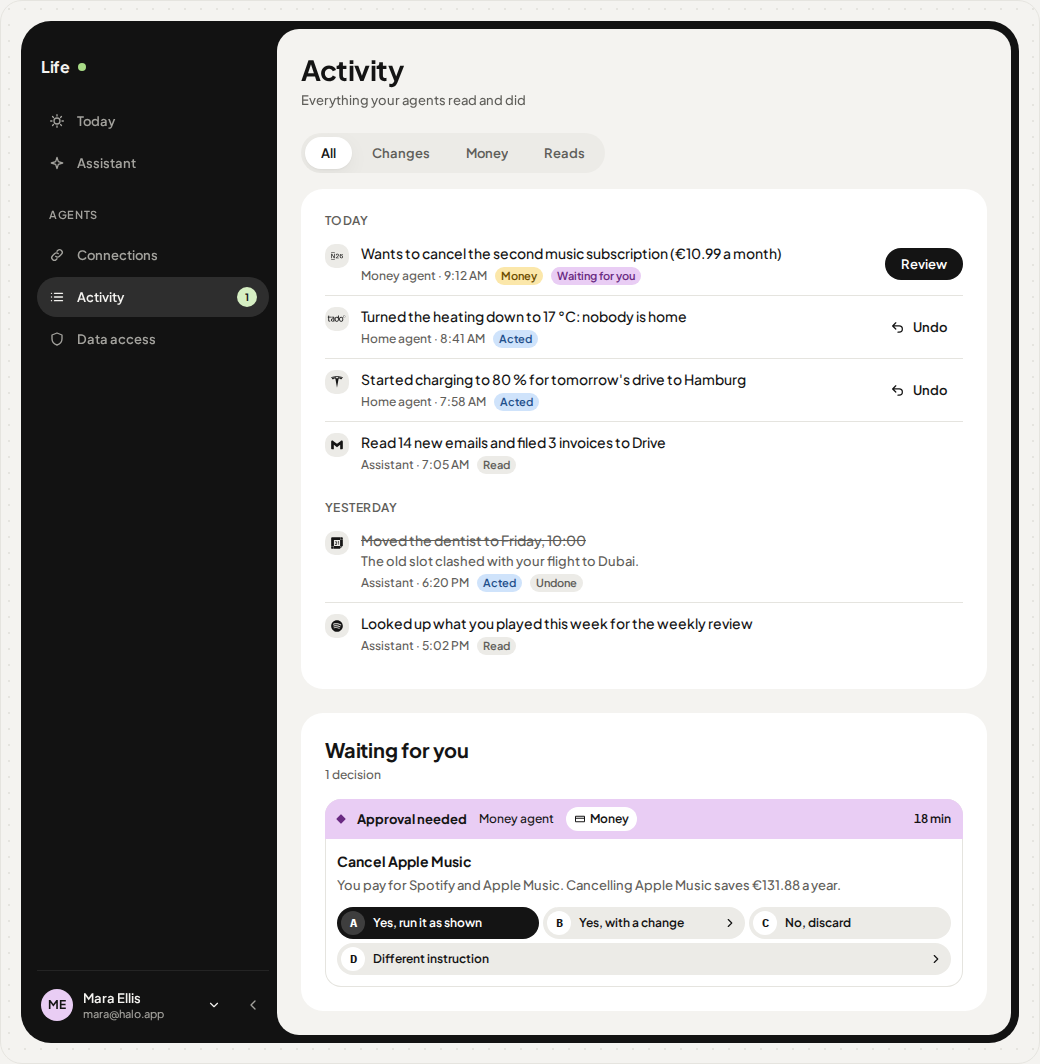 Life
Today
Assistant
AGENTS
Connections
Activity 1
Data access
ME Mara Ellis
mara@halo.app
Activity
Everything your agents read and did
All Changes Money Reads
TODAY
N26 Wants to cancel the second music subscription (€10.99 a month) Review
Money agent · 9:12 AM Money Waiting for you
tado° Turned the heating down to 17 °C: nobody is home Undo
Home agent · 8:41 AM Acted
Started charging to 80 % for tomorrow's drive to Hamburg Undo
Home agent · 7:58 AM Acted
Read 14 new emails and filed 3 invoices to Drive
Assistant · 7:05 AM Read
YESTERDAY
Moved the dentist to Friday, 10:00
The old slot clashed with your flight to Dubai.
Assistant · 6:20 PM Acted Undone
Looked up what you played this week for the weekly review
Assistant · 5:02 PM Read
Waiting for you
1 decision
Approval needed Money agent Money 18 min
Cancel Apple Music
You pay for Spotify and Apple Music. Cancelling Apple Music saves €131.88 a year.
A Yes, run it as shown B Yes, with a change C No, discard
D Different instruction